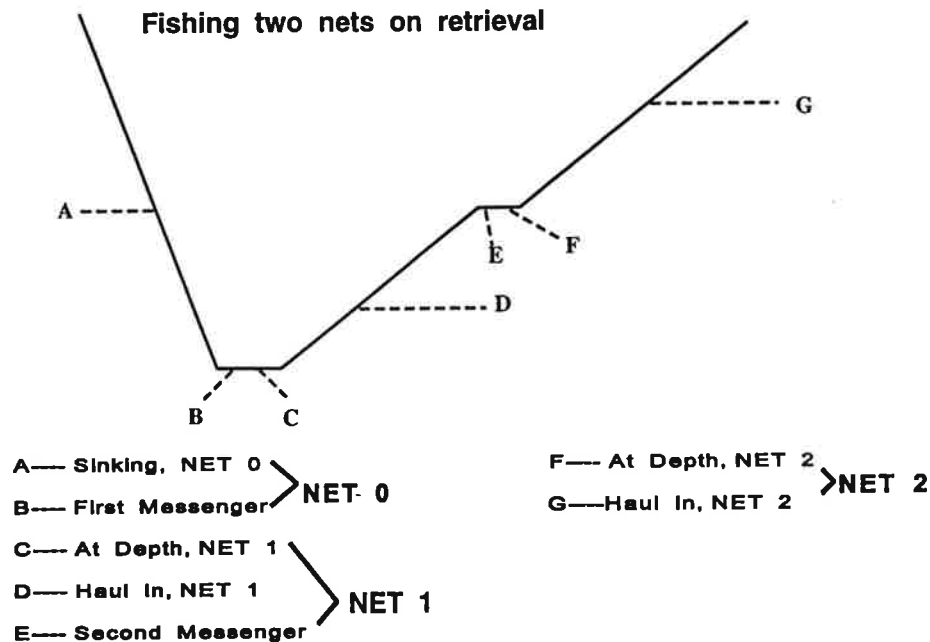 Fishing two nets on retrieval
G
A
E
F
D
B
C
A---- Sinking, NET 0
B---- First Messenger
NET 0
C---- At Depth, NET 1
D---- Haul In, NET 1
E---- Second Messenger
NET 1
F---- At Depth, NET 2
G----Haul In, NET 2
NET 2